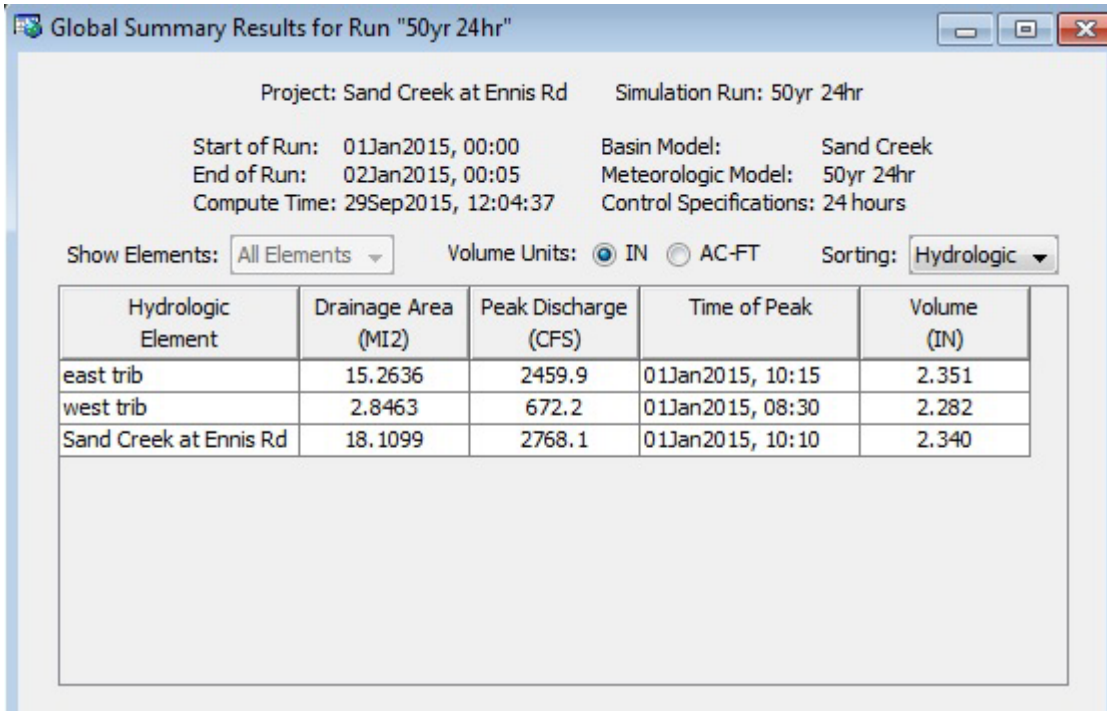 Global Summary Results for Run "50yr 24hr"
Project: Sand Creek at Ennis Rd Simulation Run: 50yr 24hr
Start of Run: 01Jan2015, 00:00 Basin Model: Sand Creek
End of Run: 02Jan2015, 00:05 Meteorologic Model: 50yr 24hr
Compute Time: 29Sep2015, 12:04:37 Control Specifications: 24 hours
Show Elements: All Elements Volume Units: IN AC-FT Sorting: Hydrologic
Hydrologic Drainage Area Peak Discharge Time of Peak Volume
Element (MI2) (CFS) (IN)
east trib 15.2636 2459.9 01Jan2015, 10:15 2.351
west trib 2.8463 672.2 01Jan2015, 08:30 2.282
Sand Creek at Ennis Rd 18.1099 2768.1 01Jan2015, 10:10 2.340